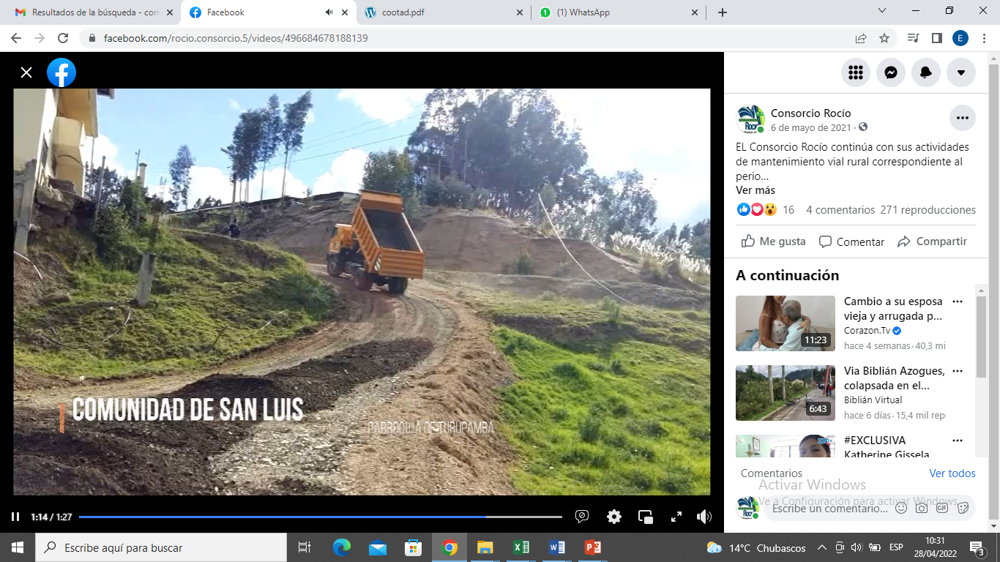 Resultados de la búsqueda - con
Facebook
cootad.pdf
(1) WhatsApp
facebook.com/rocio.consorcio.5/videos/496684678188139
E
COMUNIDAD DE SAN LUIS
PARROQUIA DE TURUPAMBA
1:14 / 1:27
Consorcio Rocío
6 de mayo de 2021 ·
EL Consorcio Rocío continúa con sus actividades
de mantenimiento vial rural correspondiente al
perio...
Ver más
16 4 comentarios 271 reproducciones
Me gusta Comentar Compartir
A continuación
Cambio a su esposa
vieja y arrugada p...
Corazon.Tv
hace 4 semanas · 40,3 mi
11:23
Via Biblián Azogues,
colapsada en el...
Biblián Virtual
hace 6 días · 15,4 mil rep
6:43
#EXCLUSIVA
Katherine Gissela
Comentarios Ver todos
Activar Windows
Ve a Configuración para activar Windows.
Escribe un comentario...
GIF
Escribe aquí para buscar
14°C Chubascos
ESP
10:31
28/04/2022
3